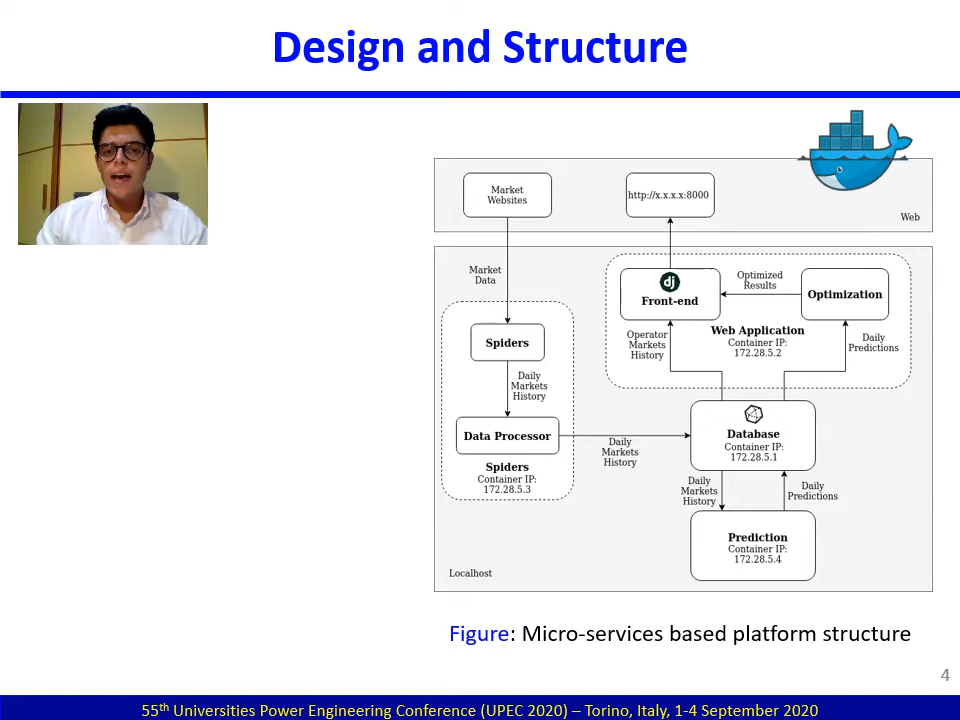 Design and Structure
Market
Websites
http://x.x.x.x:8000
Web
Market
Data
dj
Front-end
Optimized
Results
Optimization
Operator
Markets
History
Web Application
Container IP:
172.28.5.2
Daily
Predictions
Spiders
Daily
Markets
History
Data Processor
Spiders
Container IP:
172.28.5.3
Daily
Markets
History
Database
Container IP:
172.28.5.1
Daily
Markets
History
Daily
Predictions
Prediction
Container IP:
172.28.5.4
Localhost
Figure: Micro-services based platform structure
4
55th Universities Power Engineering Conference (UPEC 2020) – Torino, Italy, 1-4 September 2020